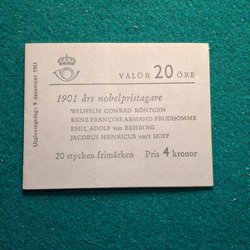 Utgivningsdag: 9 december 1961
VALÖR 20 ÖRE
1901 års nobelpristagare
WILHELM CONRAD RÖNTGEN
RENÉ FRANÇOIS ARMAND PRUDHOMME
EMIL ADOLF von BEHRING
JACOBUS HENRICUS van't HOFF
20 stycken frimärken Pris 4 kronor